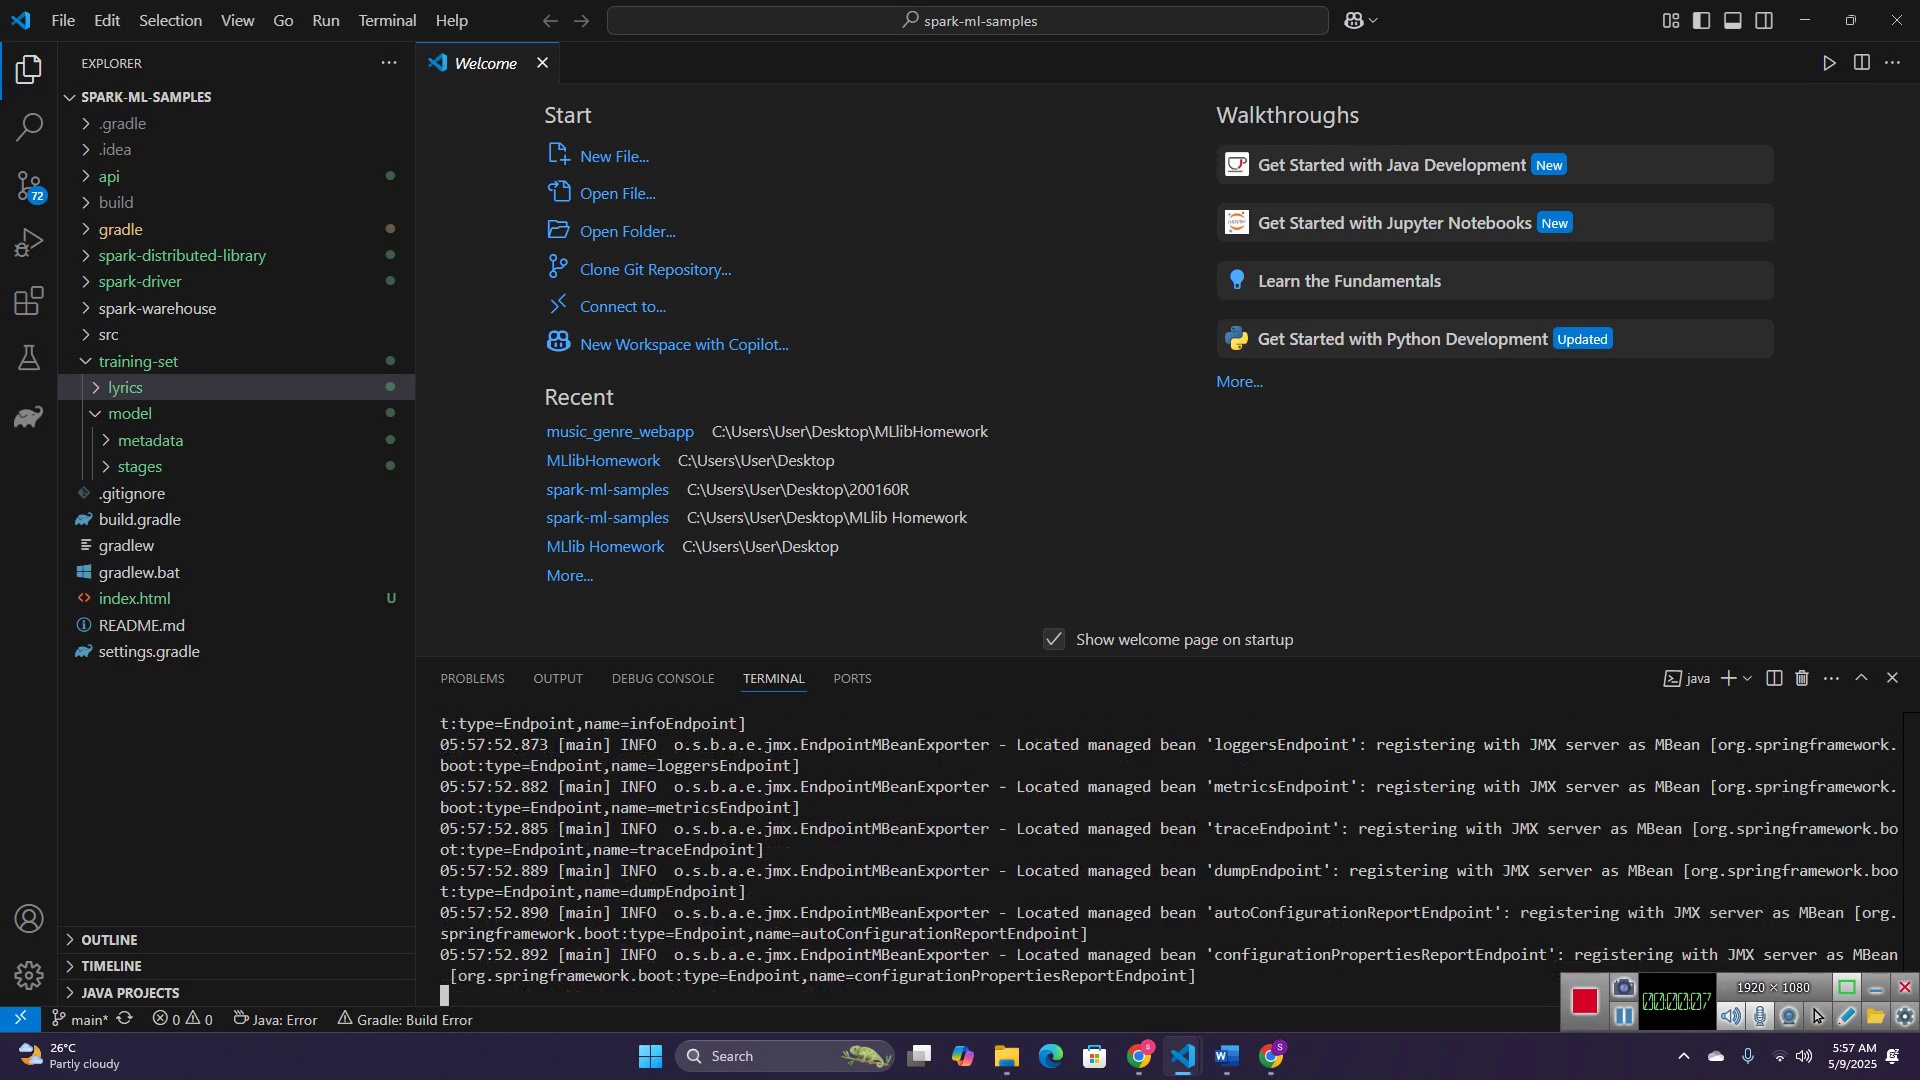 File Edit Selection View Go Run Terminal Help
spark-ml-samples
EXPLORER
SPARK-ML-SAMPLES
.gradle
.idea
api
72
build
gradle
spark-distributed-library
spark-driver
spark-warehouse
src
training-set
lyrics
model
metadata
stages
.gitignore
build.gradle
gradlew
gradlew.bat
index.html U
README.md
settings.gradle
OUTLINE
TIMELINE
JAVA PROJECTS
Welcome
Start
New File...
Open File...
Open Folder...
Clone Git Repository...
Connect to...
New Workspace with Copilot...
Recent
music_genre_webapp C:\Users\User\Desktop\MLlibHomework
MLlibHomework C:\Users\User\Desktop
spark-ml-samples C:\Users\User\Desktop\200160R
spark-ml-samples C:\Users\User\Desktop\MLlib Homework
MLlib Homework C:\Users\User\Desktop
More...
Walkthroughs
Get Started with Java Development New
Get Started with Jupyter Notebooks New
Learn the Fundamentals
Get Started with Python Development Updated
More...
Show welcome page on startup
PROBLEMS OUTPUT DEBUG CONSOLE TERMINAL PORTS
java
t:type=Endpoint,name=infoEndpoint]
05:57:52.873 [main] INFO  o.s.b.a.e.jmx.EndpointMBeanExporter - Located managed bean 'loggersEndpoint': registering with JMX server as MBean [org.springframework.
boot:type=Endpoint,name=loggersEndpoint]
05:57:52.882 [main] INFO  o.s.b.a.e.jmx.EndpointMBeanExporter - Located managed bean 'metricsEndpoint': registering with JMX server as MBean [org.springframework.
boot:type=Endpoint,name=metricsEndpoint]
05:57:52.885 [main] INFO  o.s.b.a.e.jmx.EndpointMBeanExporter - Located managed bean 'traceEndpoint': registering with JMX server as MBean [org.springframework.bo
ot:type=Endpoint,name=traceEndpoint]
05:57:52.889 [main] INFO  o.s.b.a.e.jmx.EndpointMBeanExporter - Located managed bean 'dumpEndpoint': registering with JMX server as MBean [org.springframework.boo
t:type=Endpoint,name=dumpEndpoint]
05:57:52.890 [main] INFO  o.s.b.a.e.jmx.EndpointMBeanExporter - Located managed bean 'autoConfigurationReportEndpoint': registering with JMX server as MBean [org.
springframework.boot:type=Endpoint,name=autoConfigurationReportEndpoint]
05:57:52.892 [main] INFO  o.s.b.a.e.jmx.EndpointMBeanExporter - Located managed bean 'configurationPropertiesReportEndpoint': registering with JMX server as MBean
[org.springframework.boot:type=Endpoint,name=configurationPropertiesReportEndpoint]
00:00:07
1920 × 1080
main* 0 0 Java: Error Gradle: Build Error
26°C
Partly cloudy
Search
5:57 AM
5/9/2025